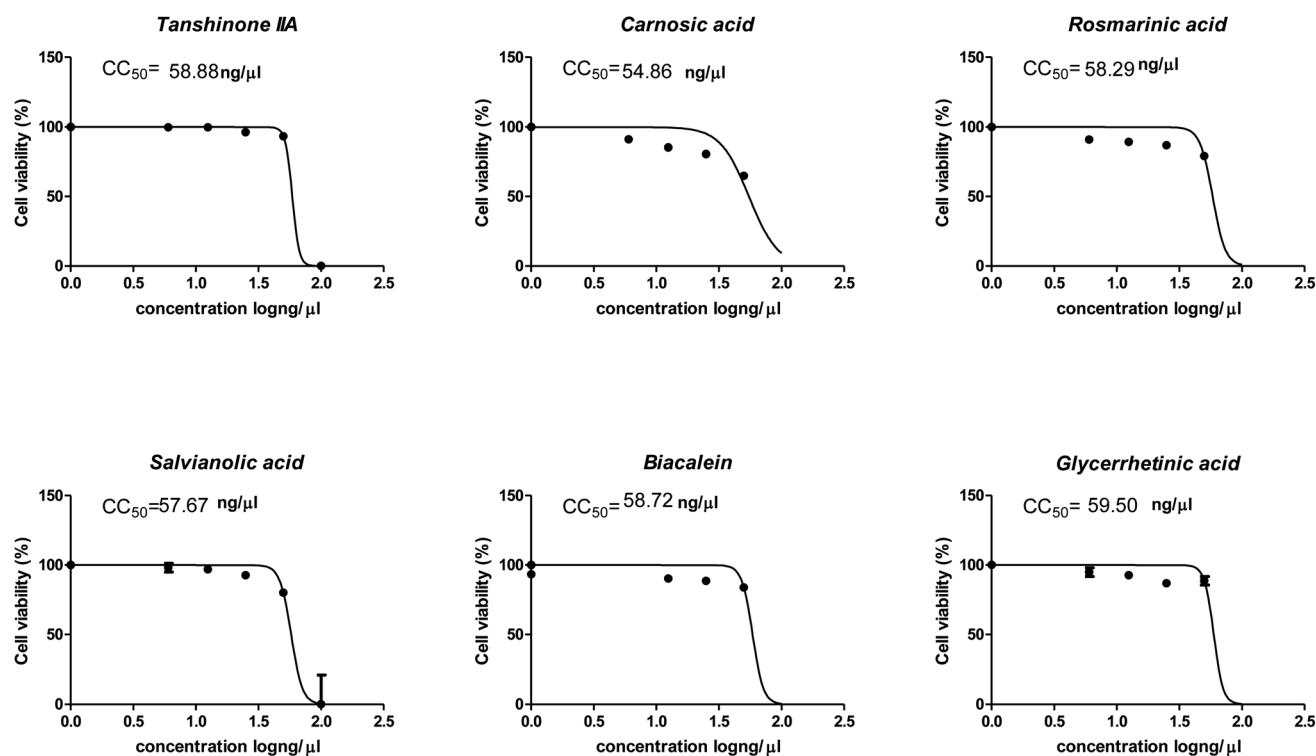 Tanshinone IIA
CC50= 58.88 ng/μl
Cell viability (%)
150
100
50
0
0.0 0.5 1.0 1.5 2.0 2.5
concentration logng/ μl
Carnosic acid
CC50= 54.86 ng/μl
Cell viability (%)
150
100
50
0
0.0 0.5 1.0 1.5 2.0 2.5
concentration logng/ μl
Rosmarinic acid
CC50= 58.29 ng/μl
Cell viability (%)
150
100
50
0
0.0 0.5 1.0 1.5 2.0 2.5
concentration logng/ μl
Salvianolic acid
CC50=57.67 ng/μl
Cell viability (%)
150
100
50
0
0.0 0.5 1.0 1.5 2.0 2.5
concentration logng/ μl
Biacalein
CC50= 58.72 ng/μl
Cell viability (%)
150
100
50
0
0.0 0.5 1.0 1.5 2.0 2.5
concentration logng/ μl
Glycerrhetinic acid
CC50= 59.50 ng/μl
Cell viability (%)
150
100
50
0
0.0 0.5 1.0 1.5 2.0 2.5
concentration logng/ μl